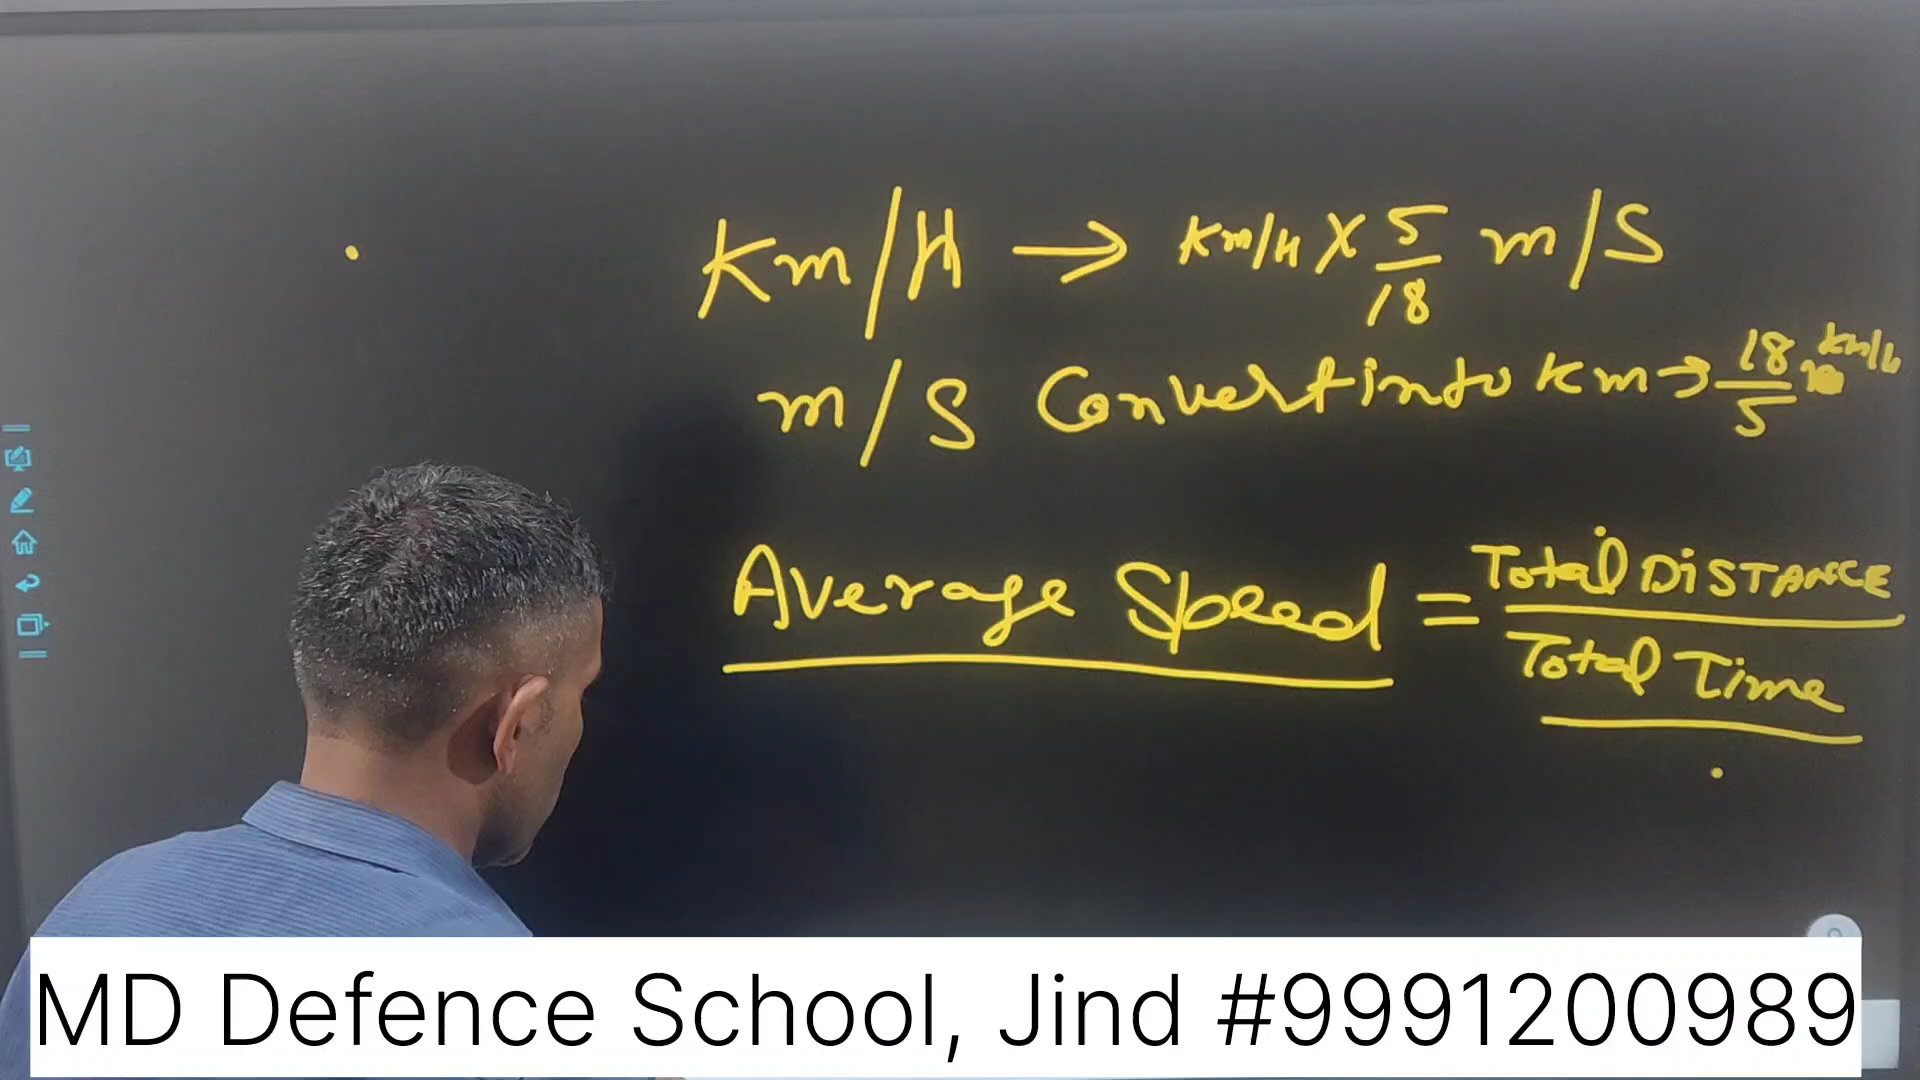 Km/H → Km/H X 5/18 m/S
m/S Convert into Km → 18/5 km/h
Average Speed = Total DISTANCE / Total Time
MD Defence School, Jind #9991200989